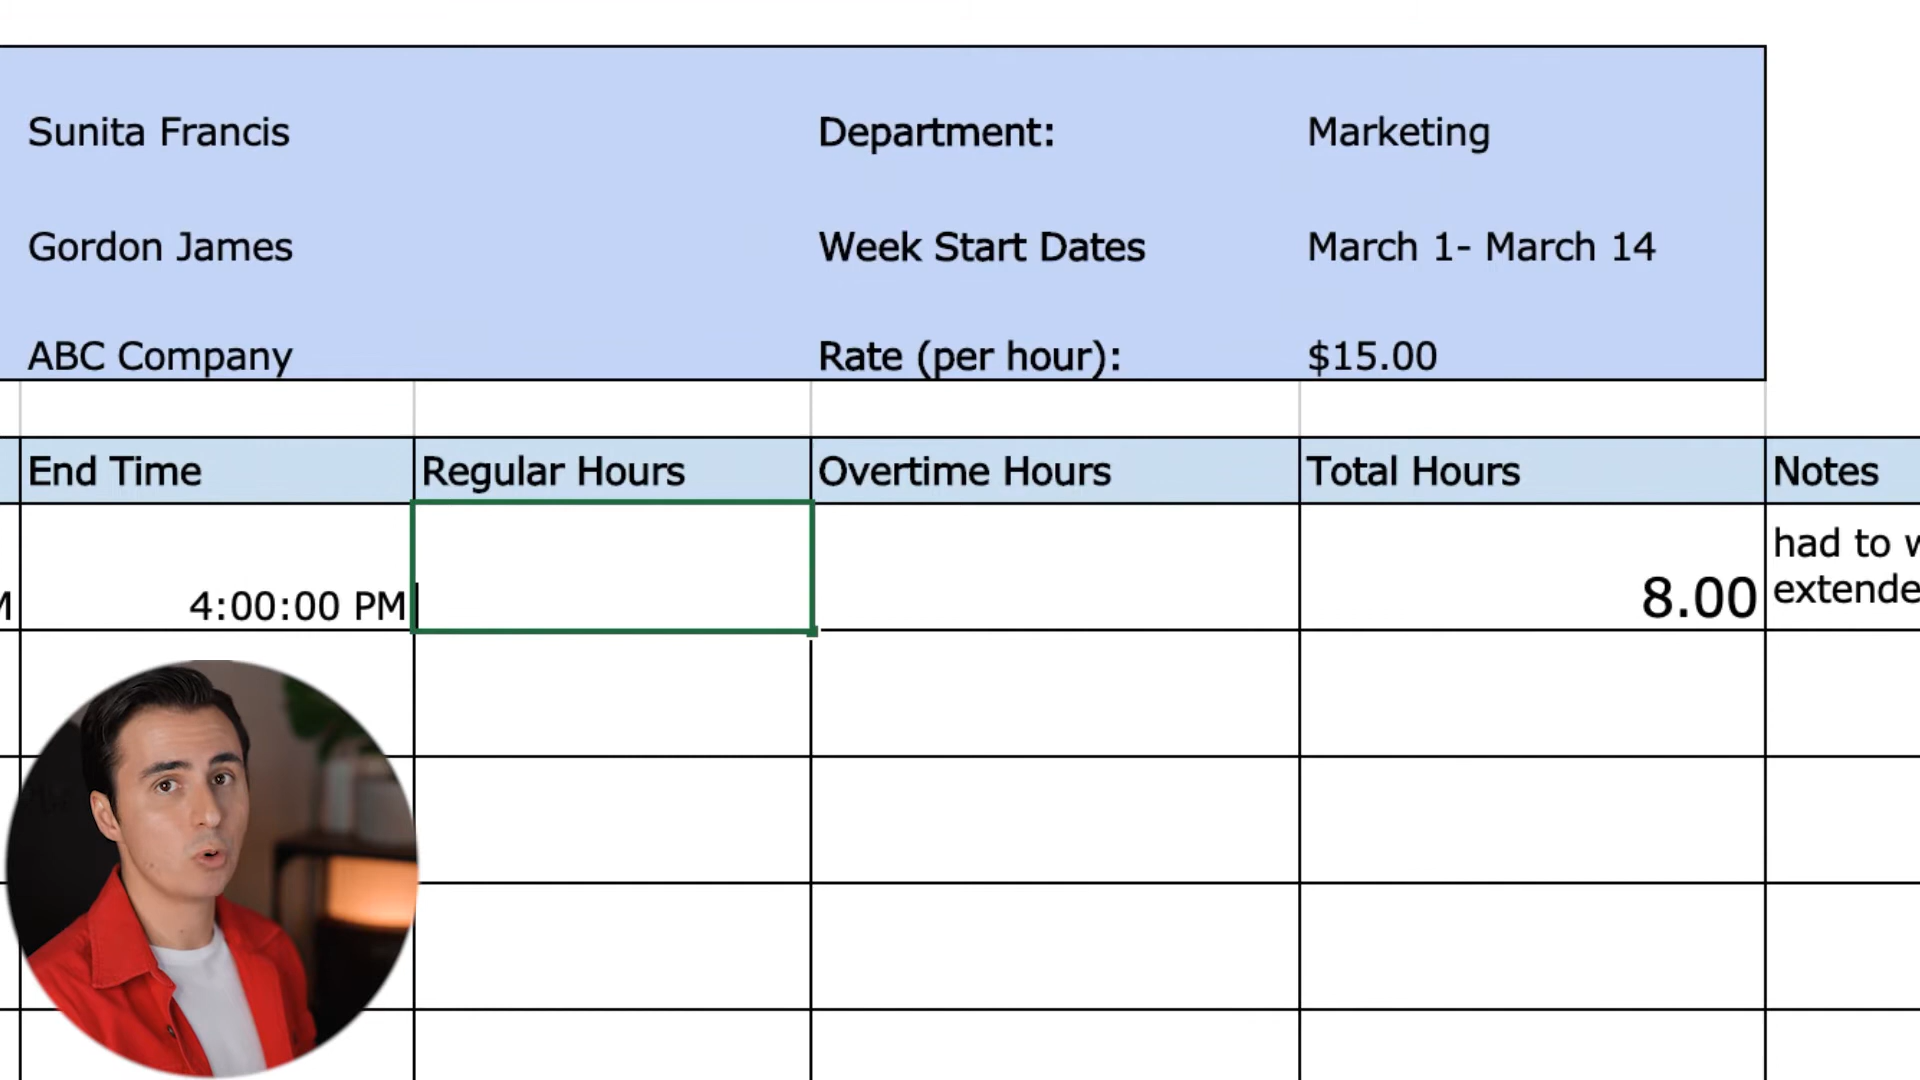 Sunita Francis Department: Marketing
Gordon James Week Start Dates March 1- March 14
ABC Company Rate (per hour): $15.00
End Time Regular Hours Overtime Hours Total Hours Notes
had to
4:00:00 PM 8.00